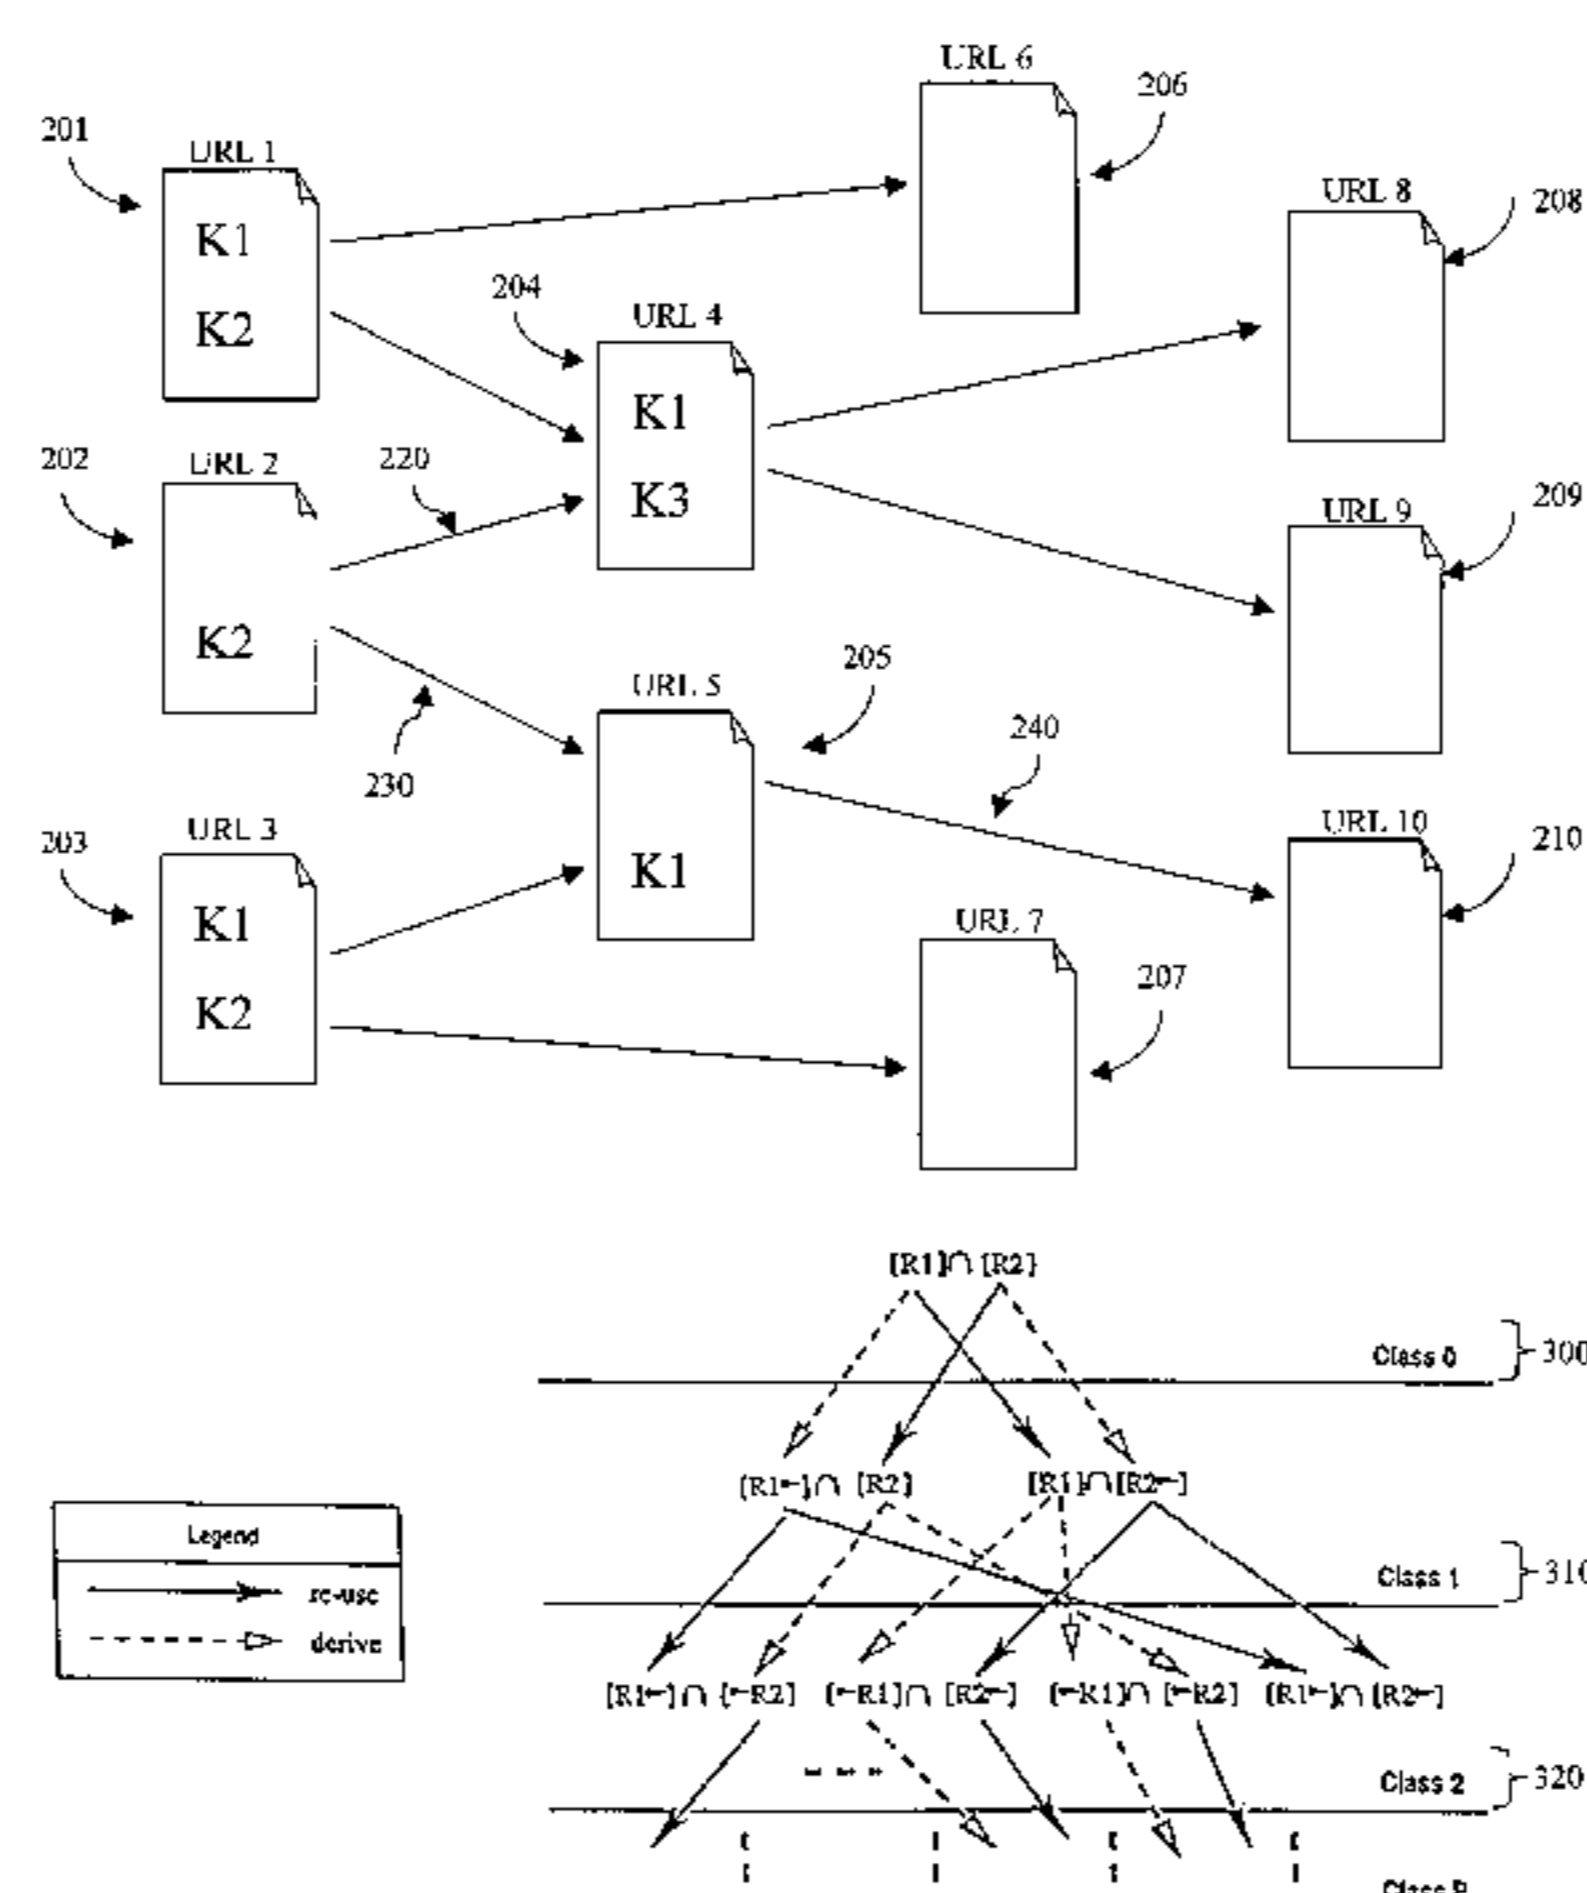 URL 6
206
201
URL 1
URL 8
208
K1
K2
204
URL 4
K1
K3
202
URL 2
220
K2
URL 9
209
205
URL 5
230
240
203
URL 3
URL 10
210
K1
K1
K2
URL 7
207
[R1]∩ [R2]
Class 0
300
[R1←]∩ [R2]
[R1]∩[R2←]
Legend
re-use
derive
Class 1
310
[R1←]∩ [←R2]
[←R1]∩ [R2←]
[←R1]∩ [←R2]
[R1←]∩ [R2←]
Class 2
320